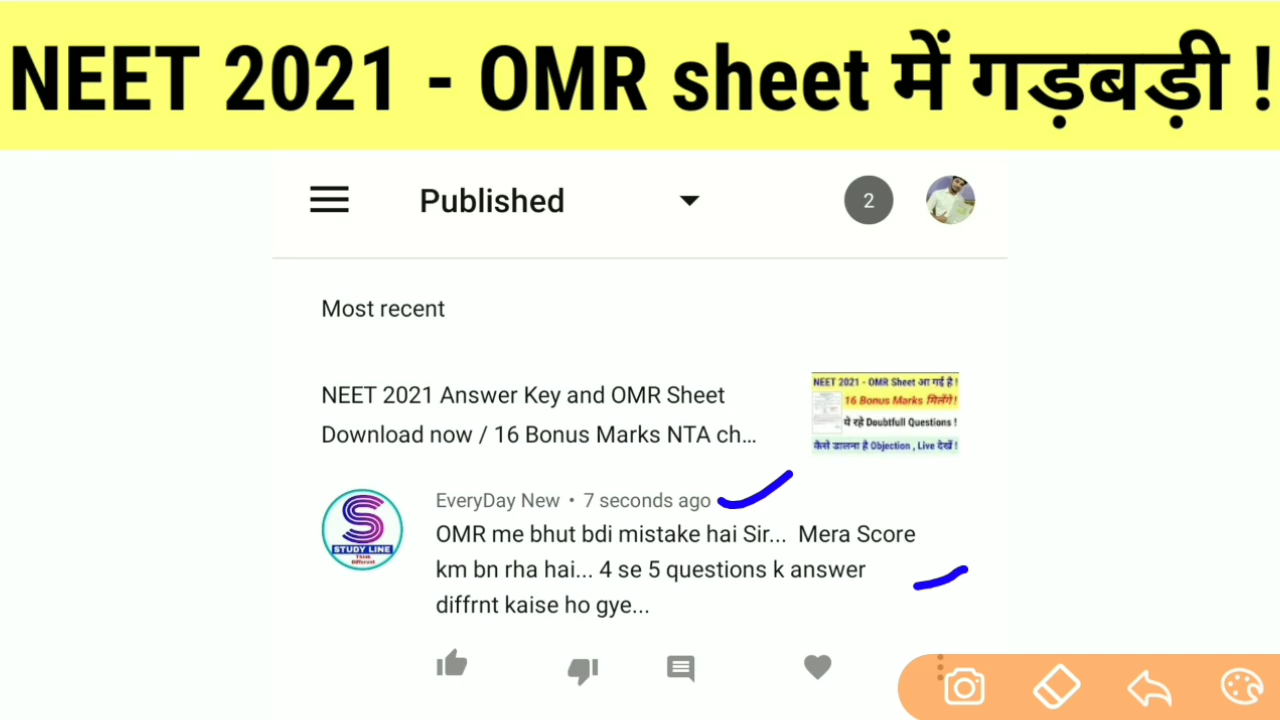 NEET 2021 - OMR sheet में गड़बड़ी !
Published
2
Most recent
NEET 2021 Answer Key and OMR Sheet
Download now / 16 Bonus Marks NTA ch...
NEET 2021 - OMR Sheet आ गई है !
16 Bonus Marks मिलेंगे !
ये रहे Doubtfull Questions !
कैसे डालना है Objection , Live देखें !
EveryDay New • 7 seconds ago
OMR me bhut bdi mistake hai Sir... Mera Score
km bn rha hai... 4 se 5 questions k answer
diffrnt kaise ho gye...
S
STUDY LINE
Think
Different